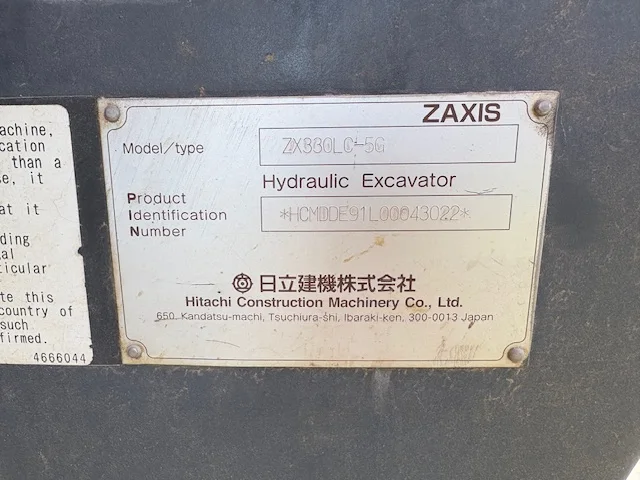 achine,
cation
than a
e, it
at it
ding
al
ticular
te this
country of
such
firmed.
4666044
ZAXIS
Model/type ZX330LC-5G
Hydraulic Excavator
Product
Identification *HCMDDE91L00043022*
Number
日立建機株式会社
Hitachi Construction Machinery Co., Ltd.
650, Kandatsu-machi, Tsuchiura-shi, Ibaraki-ken, 300-0013 Japan